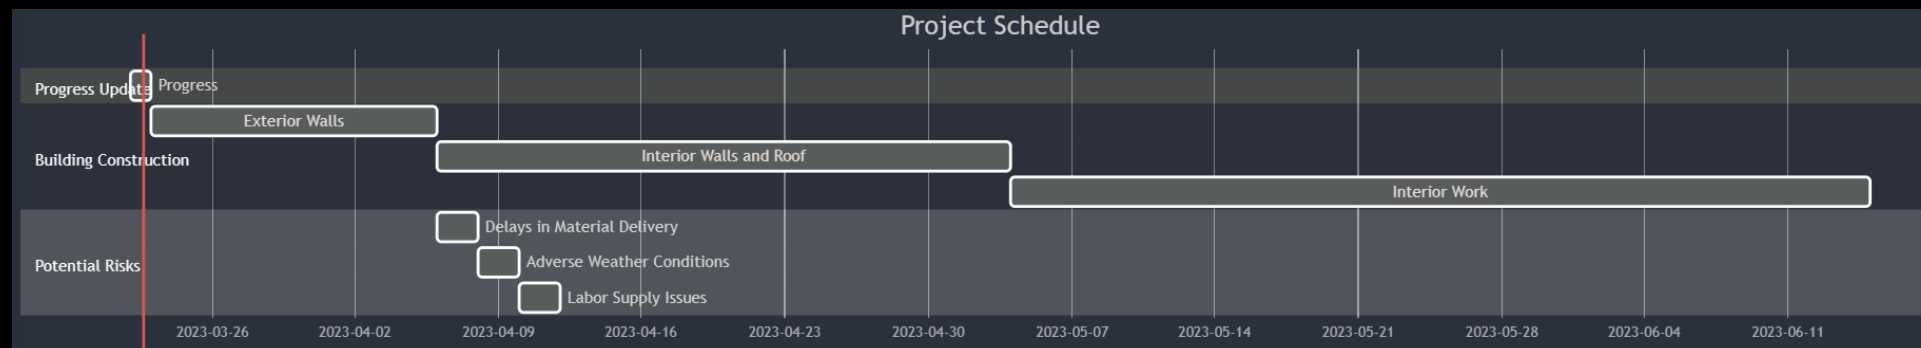 Project Schedule
Progress Update
Progress
Exterior Walls
Building Construction
Interior Walls and Roof
Interior Work
Delays in Material Delivery
Potential Risks
Adverse Weather Conditions
Labor Supply Issues
2023-03-26 2023-04-02 2023-04-09 2023-04-16 2023-04-23 2023-04-30 2023-05-07 2023-05-14 2023-05-21 2023-05-28 2023-06-04 2023-06-11